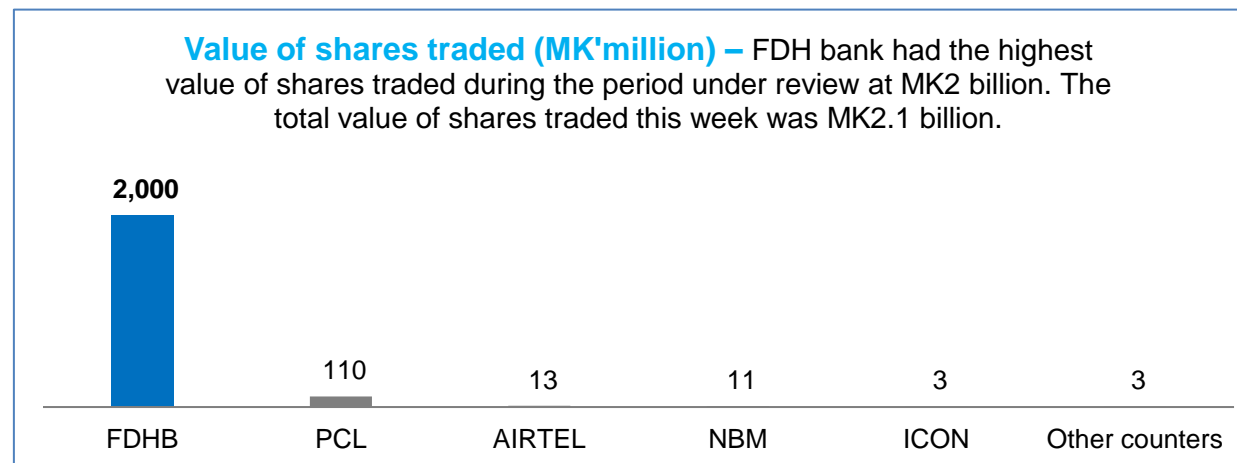 Value of shares traded (MK'million) – FDH bank had the highest
value of shares traded during the period under review at MK2 billion. The
total value of shares traded this week was MK2.1 billion.
2,000
110
13
11
3
3
FDHB
PCL
AIRTEL
NBM
ICON
Other counters